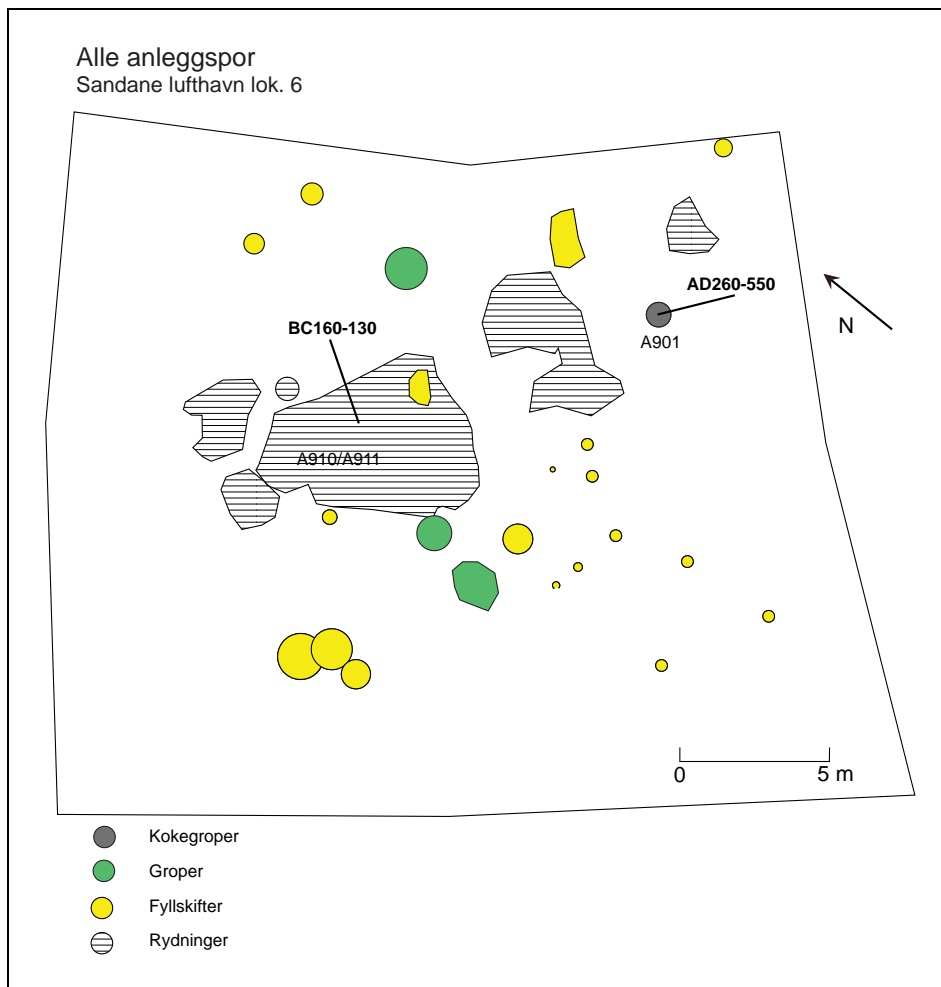 Alle anleggspor
Sandane lufthavn lok. 6
AD260-550
N
BC160-130
A901
A910/A911
0 5 m
Kokegroper
Groper
Fyllskifter
Rydninger